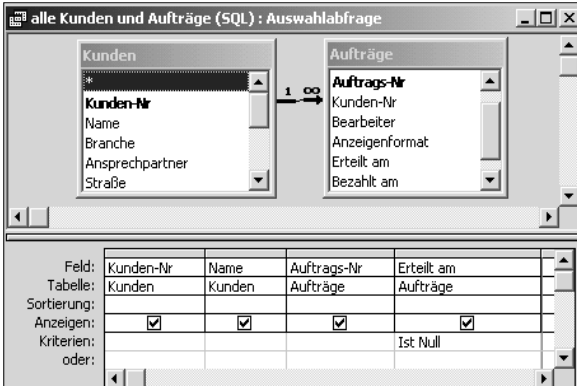 alle Kunden und Aufträge (SQL) : Auswahlabfrage
Kunden
*
Kunden-Nr
Name
Branche
Ansprechpartner
Straße
1 ∞
Aufträge
Auftrags-Nr
Kunden-Nr
Bearbeiter
Anzeigenformat
Erteilt am
Bezahlt am
Feld: Kunden-Nr Name Auftrags-Nr Erteilt am
Tabelle: Kunden Kunden Aufträge Aufträge
Sortierung:
Anzeigen:
Kriterien: Ist Null
oder: